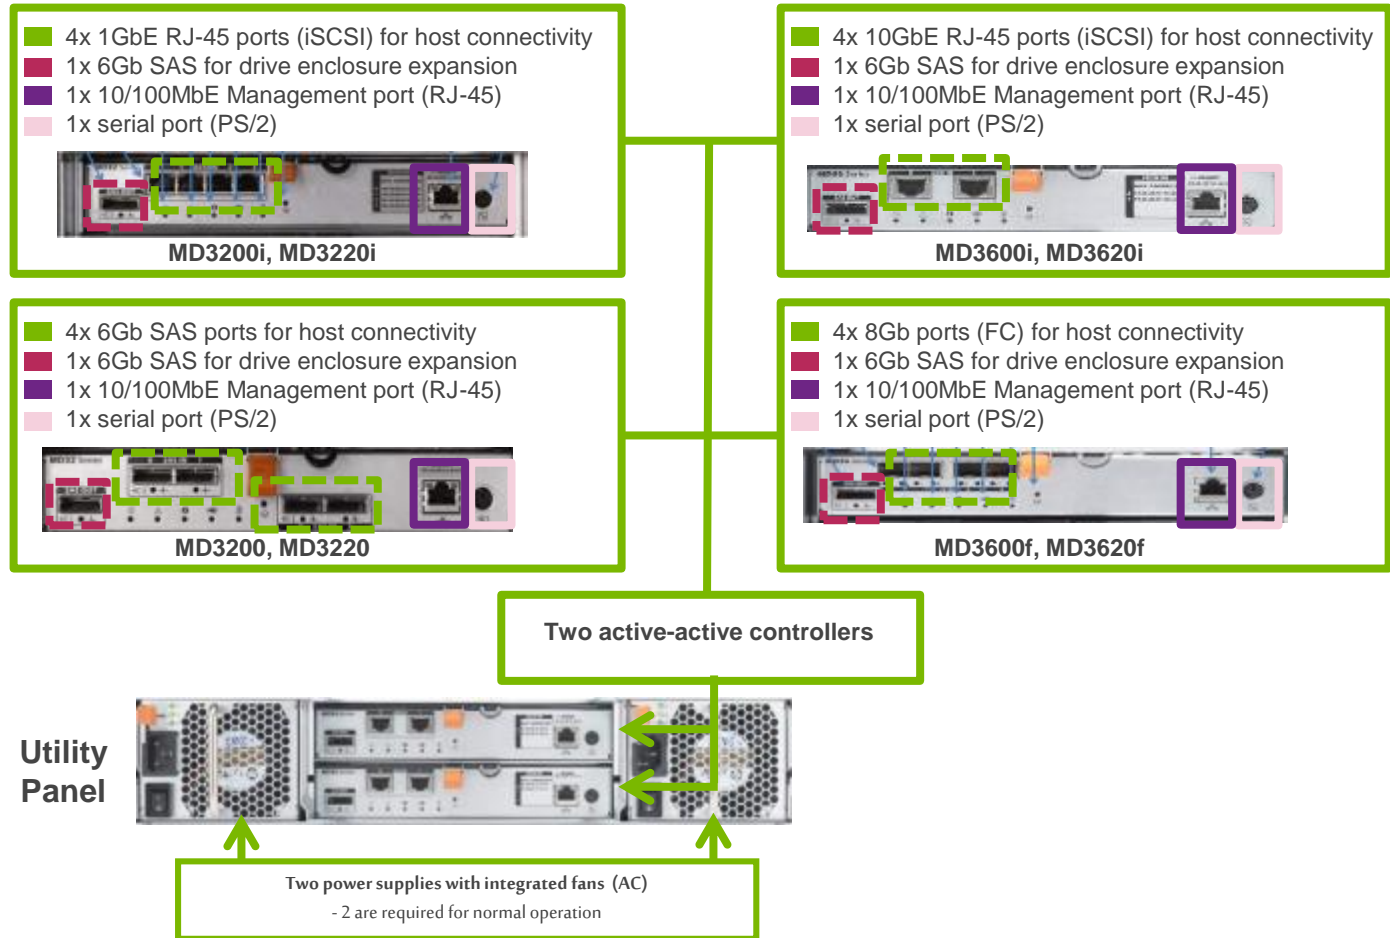 4x 1GbE RJ-45 ports (iSCSI) for host connectivity
1x 6Gb SAS for drive enclosure expansion
1x 10/100MbE Management port (RJ-45)
1x serial port (PS/2)
MD3200i, MD3220i
4x 10GbE RJ-45 ports (iSCSI) for host connectivity
1x 6Gb SAS for drive enclosure expansion
1x 10/100MbE Management port (RJ-45)
1x serial port (PS/2)
MD3600i, MD3620i
4x 6Gb SAS ports for host connectivity
1x 6Gb SAS for drive enclosure expansion
1x 10/100MbE Management port (RJ-45)
1x serial port (PS/2)
MD32 Series
MD3200, MD3220
4x 8Gb ports (FC) for host connectivity
1x 6Gb SAS for drive enclosure expansion
1x 10/100MbE Management port (RJ-45)
1x serial port (PS/2)
MD3600f, MD3620f
Two active-active controllers
Utility
Panel
Two power supplies with integrated fans (AC)
- 2 are required for normal operation